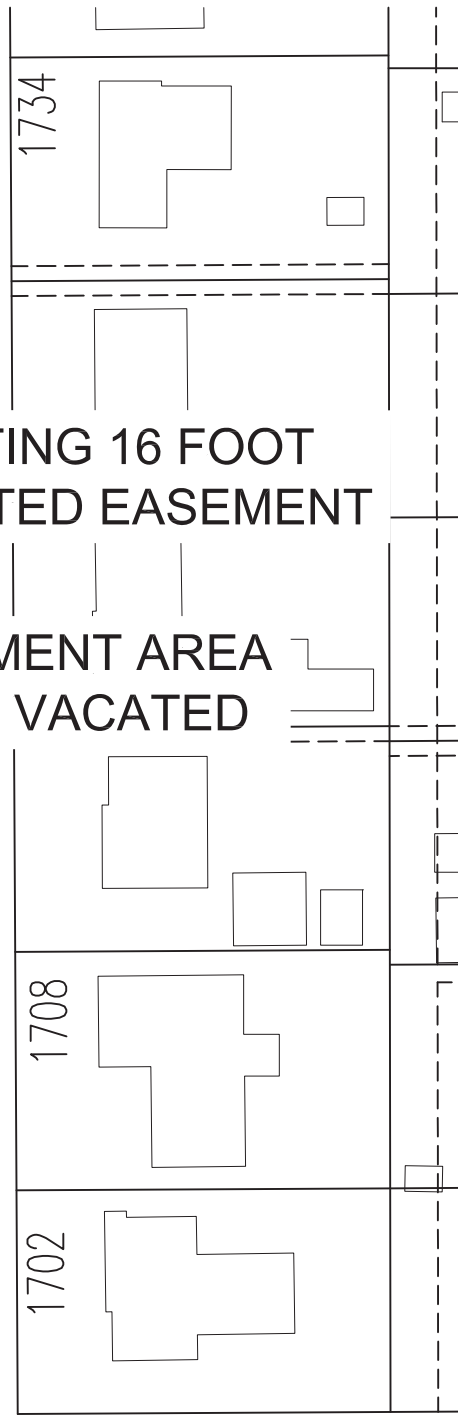 1734
TING 16 FOOT
TED EASEMENT
MENT AREA
VACATED
1708
1702